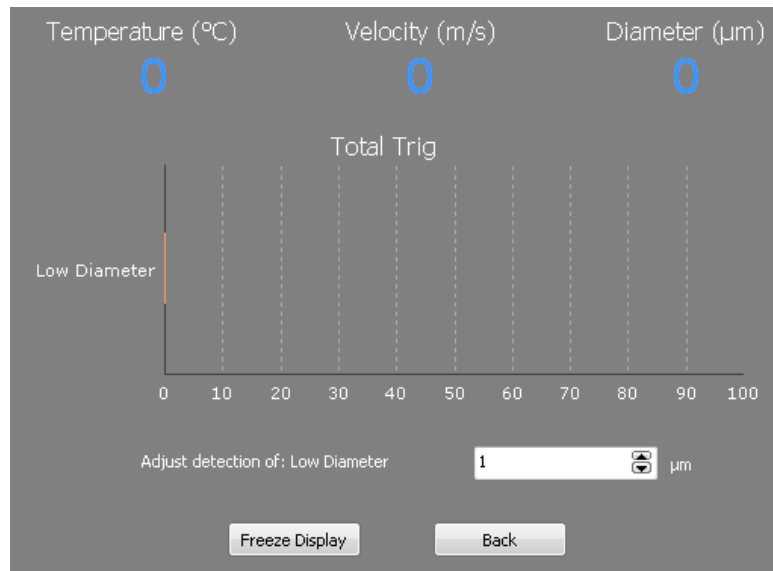 Temperature (ºC) Velocity (m/s) Diameter (µm)
0 0 0
Total Trig
Low Diameter
0 10 20 30 40 50 60 70 80 90 100
Adjust detection of: Low Diameter 1 µm
Freeze Display Back